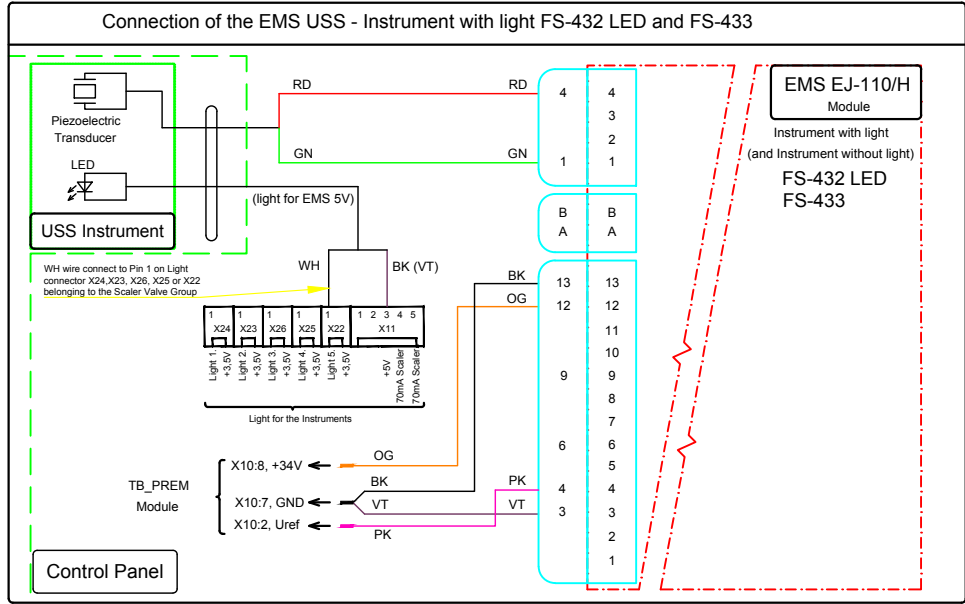 Connection of the EMS USS - Instrument with light FS-432 LED and FS-433
Piezoelectric
Transducer
LED
USS Instrument
RD
RD
GN
GN
(light for EMS 5V)
WH
BK (VT)
WH wire connect to Pin 1 on Light
connector X24,X23, X26, X25 or X22
belonging to the Scaler Valve Group
1 1 1 1 1 1 2 3 4 5
X24 X23 X26 X25 X22 X11
Light 1.
+3,5V
Light 2.
+3,5V
Light 3.
+3,5V
Light 4.
+3,5V
Light 5.
+3,5V
+5V
70mA Scaler
70mA Scaler
Light for the Instruments
TB_PREM
Module
X10:8, +34V
X10:7, GND
X10:2, Uref
OG
BK
VT
PK
BK
OG
PK
VT
4
1
B
A
13
12
9
6
4
3
4
3
2
1
B
A
13
12
11
10
9
8
7
6
5
4
3
2
1
EMS EJ-110/H
Module
Instrument with light
(and Instrument without light)
FS-432 LED
FS-433
Control Panel